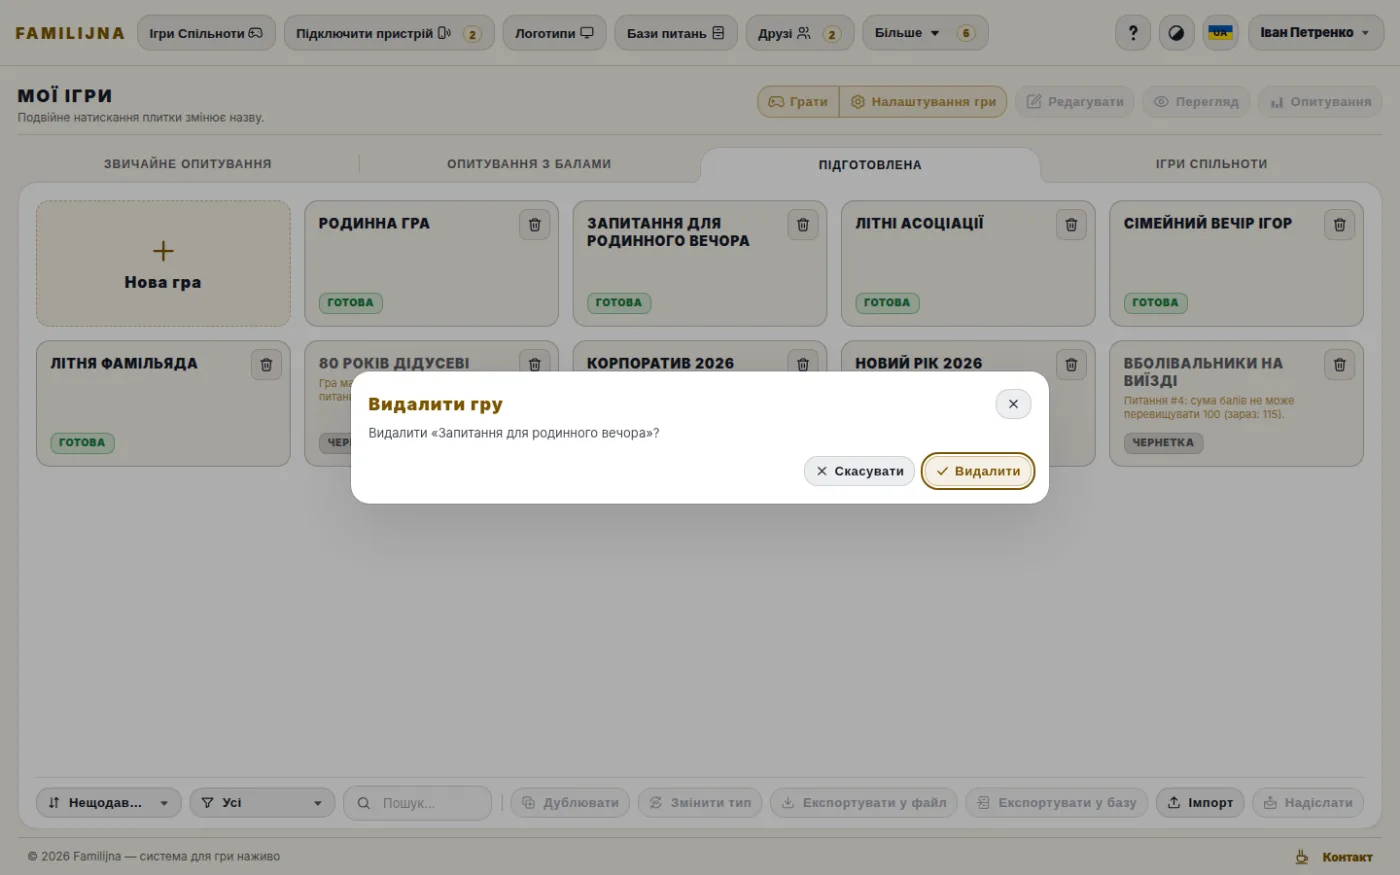 FAMILIJNA
Ігри Спільноти
Підключити пристрій 2
Логотипи
Бази питань
Друзі 2
Більше 6
?
UA
Іван Петренко
МОЇ ІГРИ
Подвійне натискання плитки змінює назву.
Грати
Налаштування гри
Редагувати
Перегляд
Опитування
ЗВИЧАЙНЕ ОПИТУВАННЯ
ОПИТУВАННЯ З БАЛАМИ
ПІДГОТОВЛЕНА
ІГРИ СПІЛЬНОТИ
Нова гра
РОДИННА ГРА
ГОТОВА
ЗАПИТАННЯ ДЛЯ
РОДИННОГО ВЕЧОРА
ГОТОВА
ЛІТНІ АСОЦІАЦІЇ
ГОТОВА
СІМЕЙНИЙ ВЕЧІР ІГОР
ГОТОВА
ЛІТНЯ ФАМІЛЬЯДА
ГОТОВА
80 РОКІВ ДІДУСЕВІ
Гра
КОРПОРАТИВ 2026
НОВИЙ РІК 2026
ВБОЛІВАЛЬНИКИ НА
ВИЇЗДІ
Питання #4: сума балів не може
перевищувати 100 (зараз: 115).
ЧЕРНЕТКА
Видалити гру
Видалити «Запитання для родинного вечора»?
Скасувати
Видалити
Нещодав...
Усі
Пошук...
Дублювати
Змінити тип
Експортувати у файл
Експортувати у базу
Імпорт
Надіслати
© 2026 Familijna — система для гри наживо
Контакт